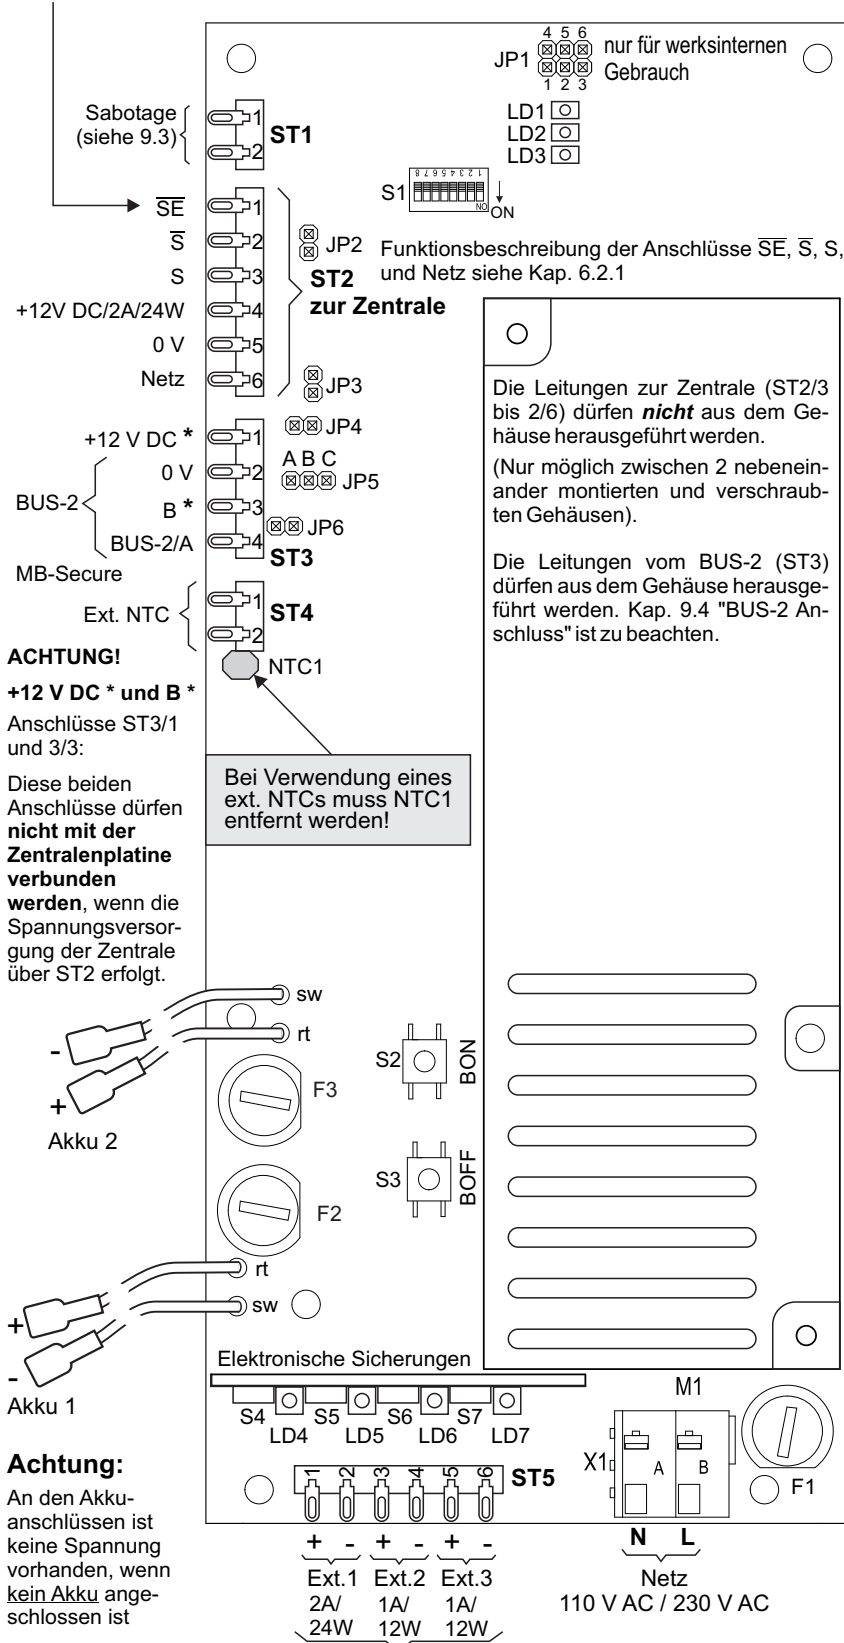 4 5 6
JP1
nur für werksinternen
Gebrauch
1 2 3
LD1
LD2
LD3
Sabotage
(siehe 9.3)
1
2
ST1
S1
8 7 6 5 4 3 2 1
NO
ON
S̅E̅
S̅
S
+12V DC/2A/24W
0 V
Netz
1
2
3
4
5
6
JP2
ST2
zur Zentrale
JP3
Funktionsbeschreibung der Anschlüsse S̅E̅, S̅, S,
und Netz siehe Kap. 6.2.1
+12 V DC *
0 V
BUS-2
B *
BUS-2/A
MB-Secure
1
2
3
4
JP4
A B C
JP5
JP6
ST3
Ext. NTC
1
2
ST4
NTC1
Die Leitungen zur Zentrale (ST2/3
bis 2/6) dürfen nicht aus dem Ge-
häuse herausgeführt werden.
(Nur möglich zwischen 2 nebenein-
ander montierten und verschraub-
ten Gehäusen).
Die Leitungen vom BUS-2 (ST3)
dürfen aus dem Gehäuse herausge-
führt werden. Kap. 9.4 "BUS-2 An-
schluss" ist zu beachten.
ACHTUNG!
+12 V DC * und B *
Anschlüsse ST3/1
und 3/3:
Diese beiden
Anschlüsse dürfen
nicht mit der
Zentralenplatine
verbunden
werden, wenn die
Spannungsversor-
gung der Zentrale
über ST2 erfolgt.
Bei Verwendung eines
ext. NTCs muss NTC1
entfernt werden!
sw
rt
-
+
Akku 2
F3
F2
S2
BON
S3
BOFF
rt
sw
+
-
Akku 1
Elektronische Sicherungen
S4 S5 S6 S7
LD4 LD5 LD6 LD7
1 2 3 4 5 6
ST5
+ - + - + -
Ext.1 Ext.2 Ext.3
2A/ 1A/ 1A/
24W 12W 12W
M1
X1
A B
F1
N L
Netz
110 V AC / 230 V AC
Achtung:
An den Akku-
anschlüssen ist
keine Spannung
vorhanden, wenn
kein Akku ange-
schlossen ist